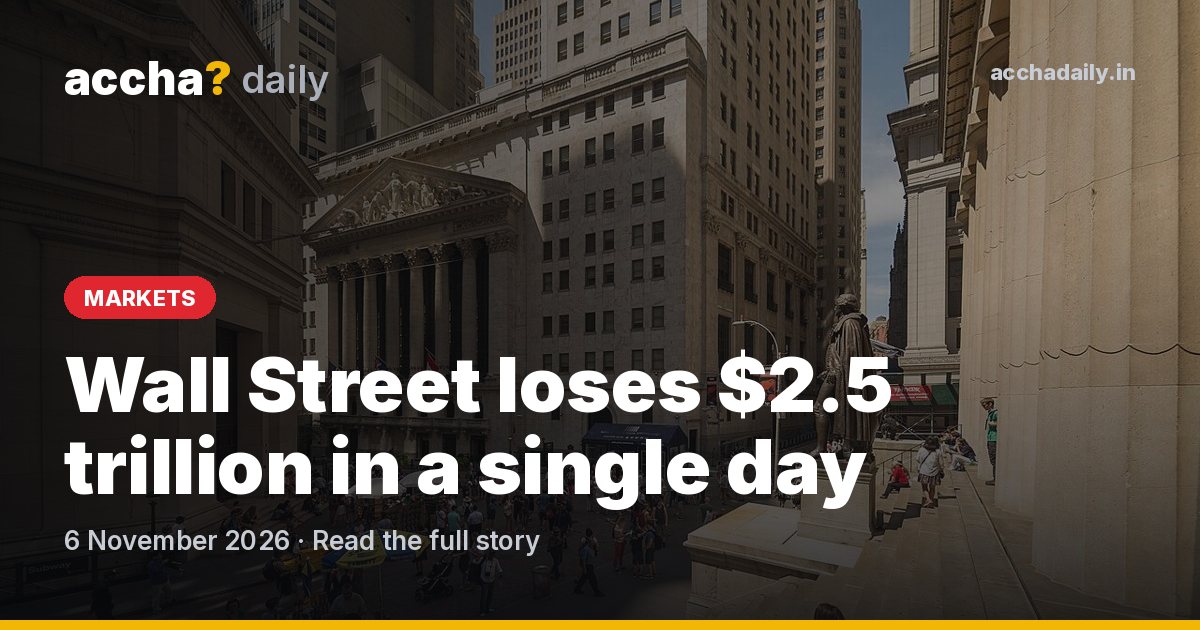 accha? daily
acchadaily.in
MARKETS
Wall Street loses $2.5
trillion in a single day
6 November 2026 · Read the full story
Subway